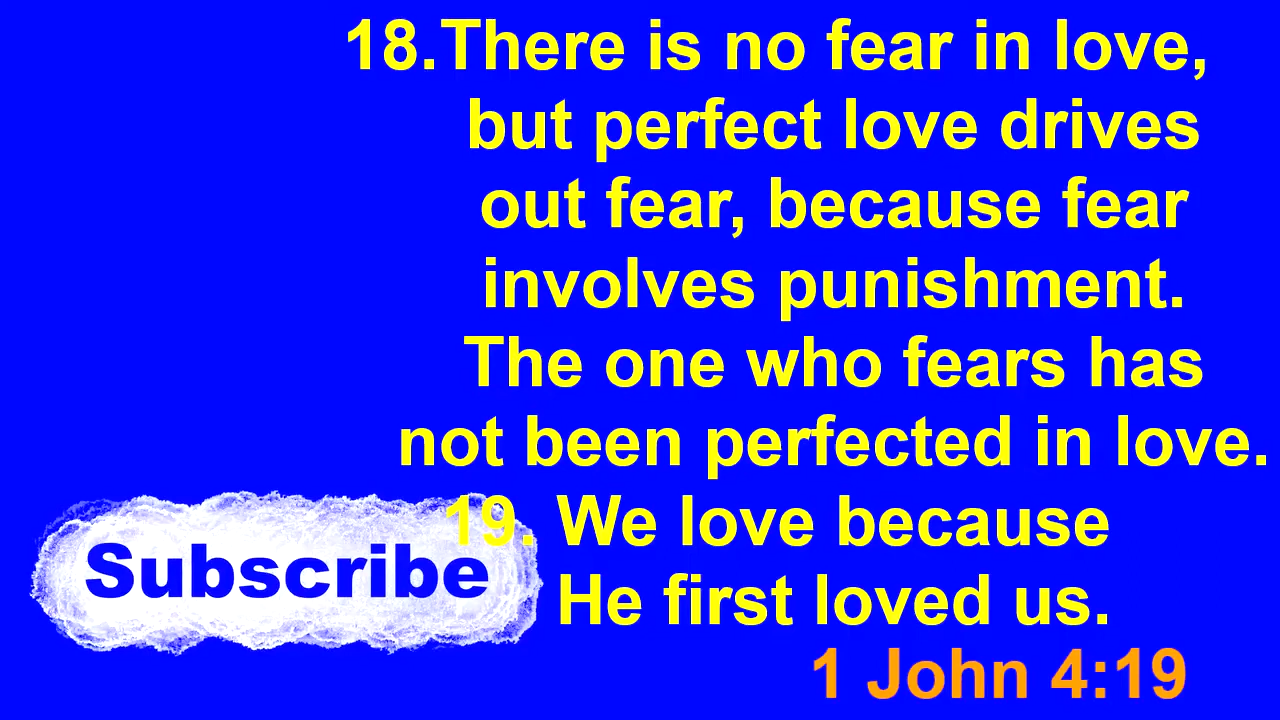 18.There is no fear in love,
but perfect love drives
out fear, because fear
involves punishment.
The one who fears has
not been perfected in love.
19. We love because
He first loved us.
Subscribe
1 John 4:19